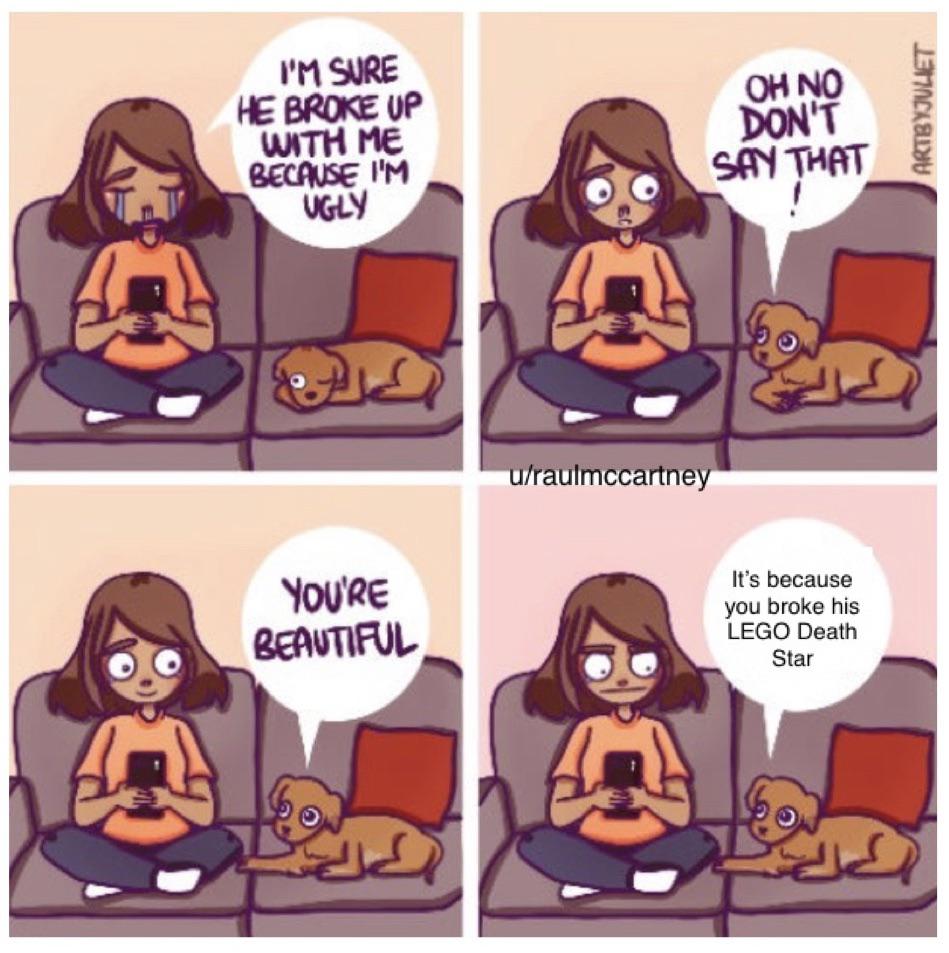 I'M SURE
HE BROKE UP
WITH ME
BECAUSE I'M
UGLY
OH NO
DON'T
SAY THAT
!
ARTBYJULIET
u/raulmccartney
YOU'RE
BEAUTIFUL
It's because
you broke his
LEGO Death
Star